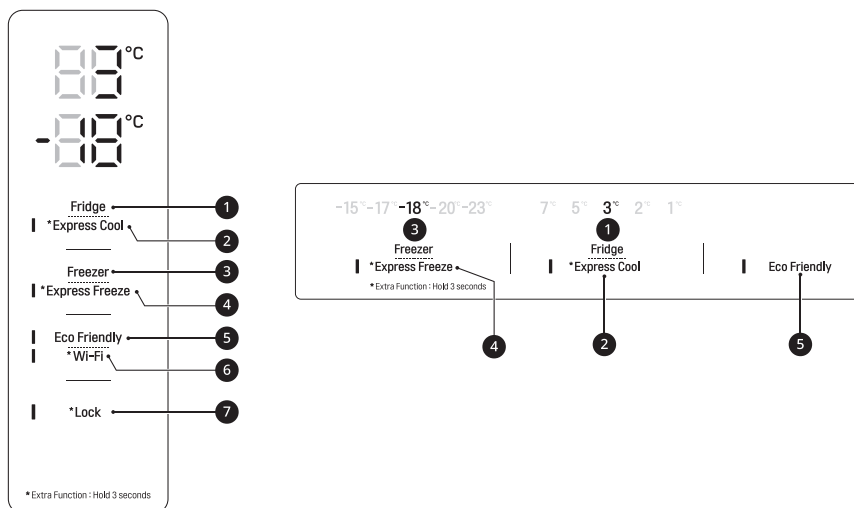 3 °C
-18 °C
Fridge 1
*Express Cool 2
Freezer 3
*Express Freeze 4
Eco Friendly 5
*Wi-Fi 6
*Lock 7
* Extra Function : Hold 3 seconds
-15℃ -17℃ -18℃ -20℃ -23℃
3
Freezer
*Express Freeze
* Extra Function : Hold 3 seconds
4
7℃ 5℃ 3℃ 2℃ 1℃
1
Fridge
*Express Cool
2
Eco Friendly
5